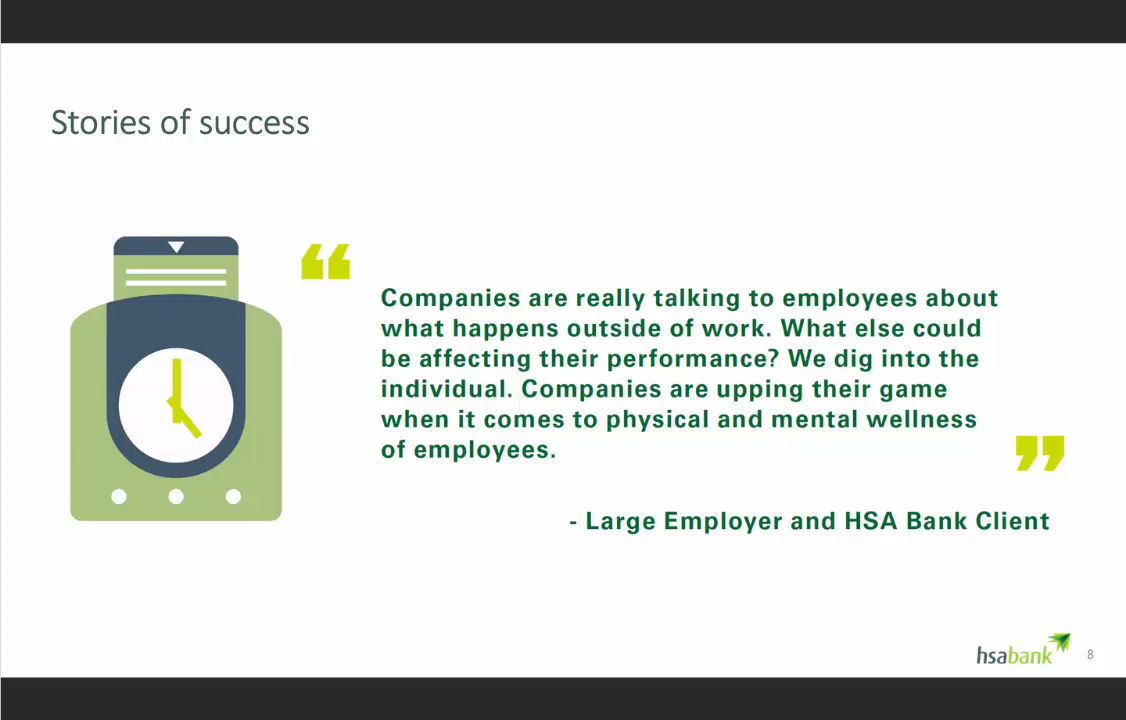 Stories of success
“
Companies are really talking to employees about
what happens outside of work. What else could
be affecting their performance? We dig into the
individual. Companies are upping their game
when it comes to physical and mental wellness
of employees.
”
- Large Employer and HSA Bank Client
hsabank
8